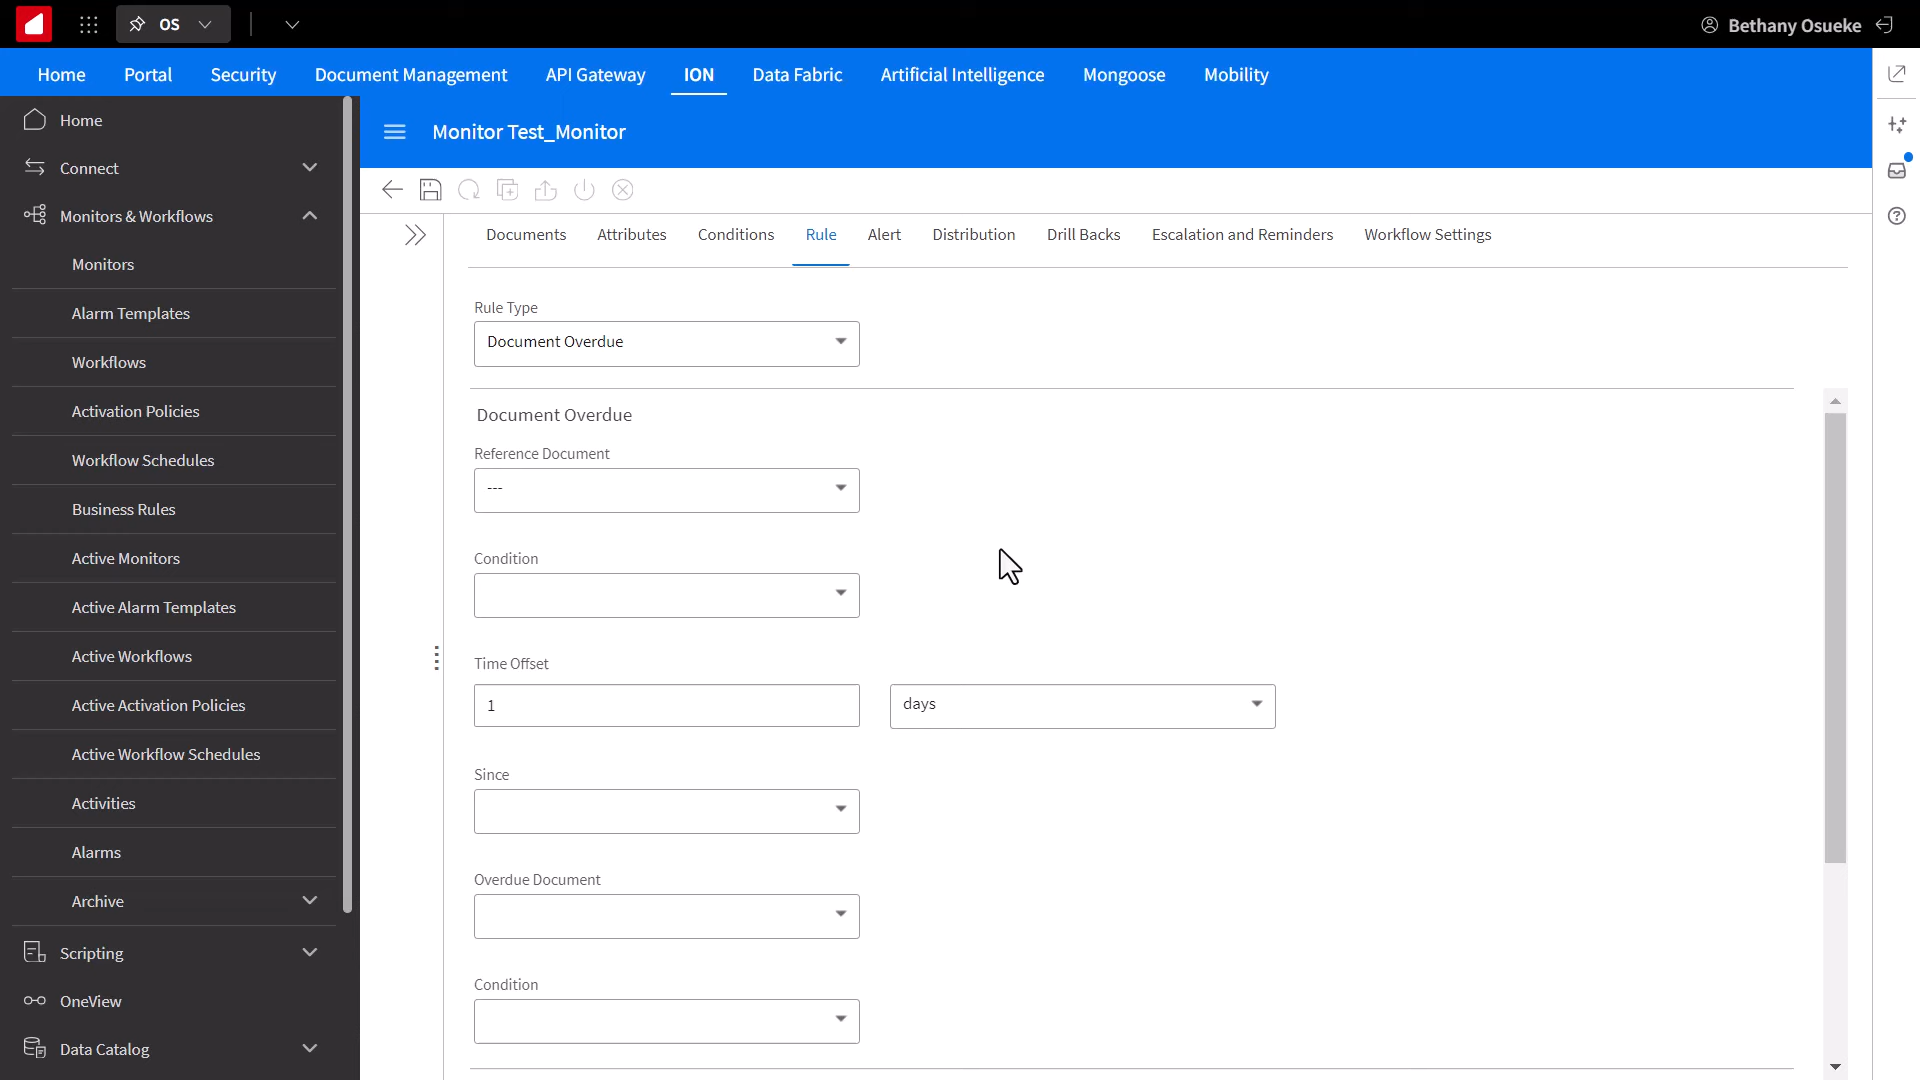 OS
Bethany Osueke
Home Portal Security Document Management API Gateway ION Data Fabric Artificial Intelligence Mongoose Mobility
Home
Connect
Monitors & Workflows
Monitors
Alarm Templates
Workflows
Activation Policies
Workflow Schedules
Business Rules
Active Monitors
Active Alarm Templates
Active Workflows
Active Activation Policies
Active Workflow Schedules
Activities
Alarms
Archive
Scripting
OneView
Data Catalog
Monitor Test_Monitor
Documents Attributes Conditions Rule Alert Distribution Drill Backs Escalation and Reminders Workflow Settings
Rule Type
Document Overdue
Document Overdue
Reference Document
---
Condition
Time Offset
1 days
Since
Overdue Document
Condition